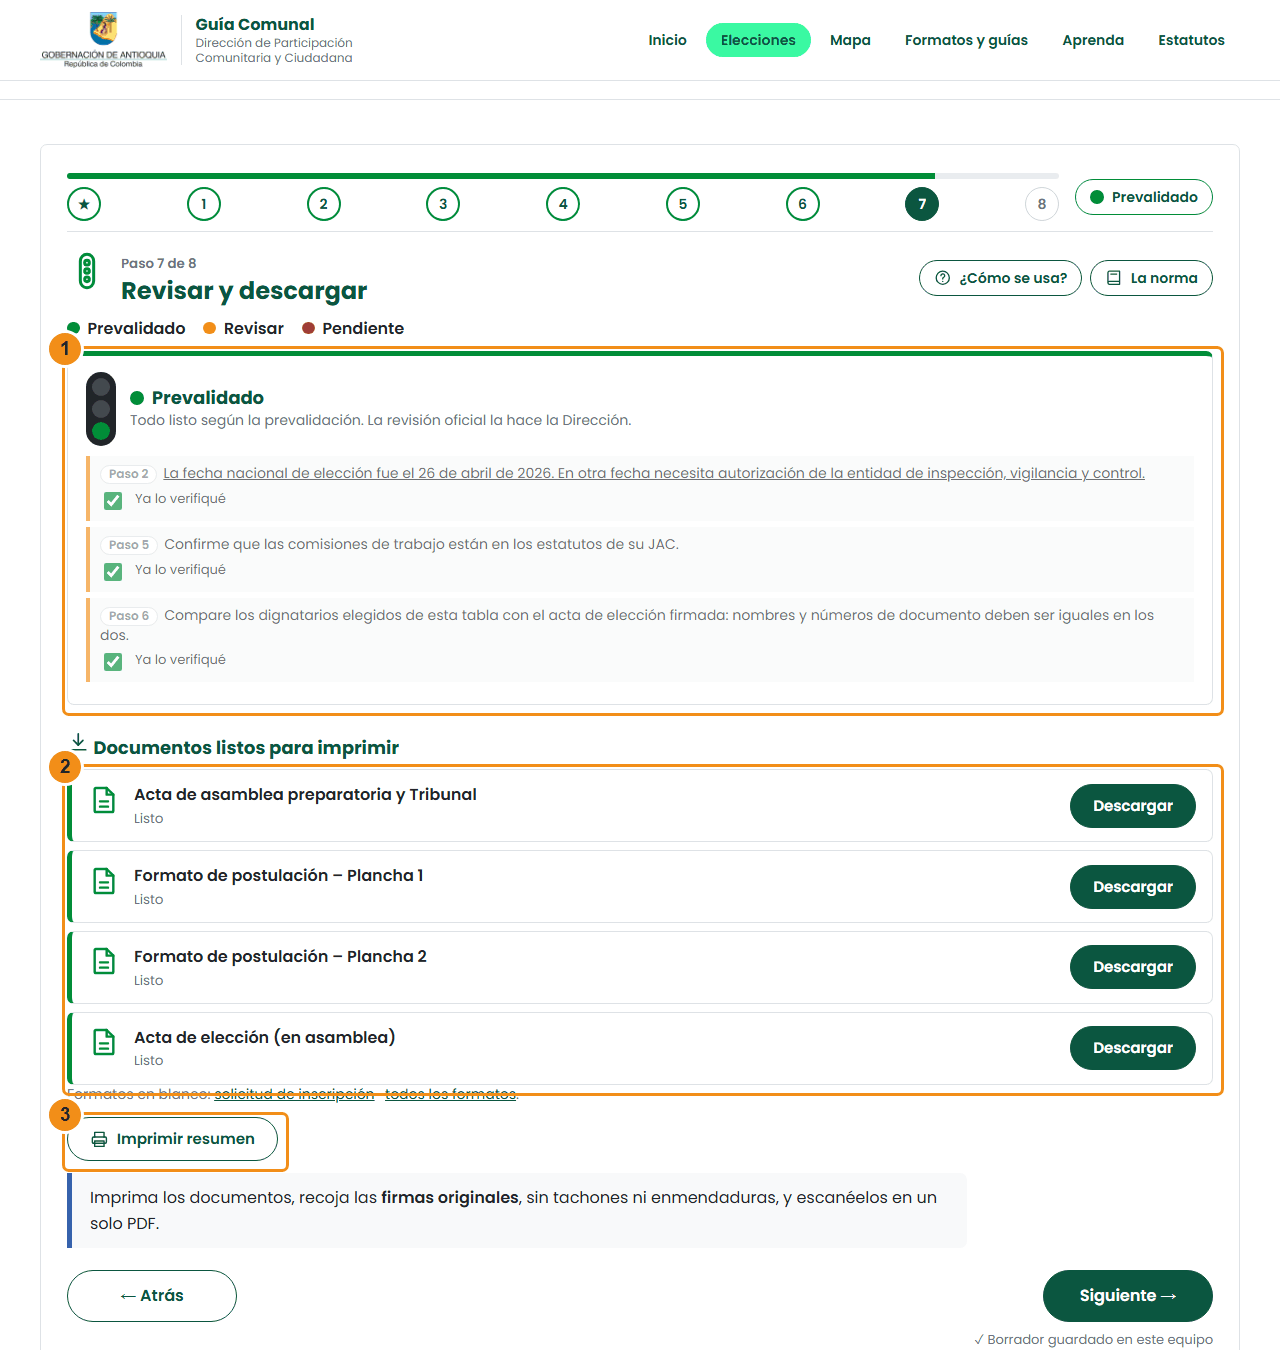 GOBERNACIÓN DE ANTIOQUIA
República de Colombia
Guía Comunal
Dirección de Participación
Comunitaria y Ciudadana
Inicio
Elecciones
Mapa
Formatos y guías
Aprenda
Estatutos
★ 1 2 3 4 5 6 7 8
Prevalidado
Paso 7 de 8
Revisar y descargar
¿Cómo se usa?
La norma
Prevalidado
Revisar
Pendiente
1
Prevalidado
Todo listo según la prevalidación. La revisión oficial la hace la Dirección.
Paso 2 La fecha nacional de elección fue el 26 de abril de 2026. En otra fecha necesita autorización de la entidad de inspección, vigilancia y control.
Ya lo verifiqué
Paso 5 Confirme que las comisiones de trabajo están en los estatutos de su JAC.
Ya lo verifiqué
Paso 6 Compare los dignatarios elegidos de esta tabla con el acta de elección firmada: nombres y números de documento deben ser iguales en los
dos.
Ya lo verifiqué
Documentos listos para imprimir
2
Acta de asamblea preparatoria y Tribunal
Listo
Descargar
Formato de postulación – Plancha 1
Listo
Descargar
Formato de postulación – Plancha 2
Listo
Descargar
Acta de elección (en asamblea)
Listo
Descargar
Formatos en blanco: solicitud de inscripción · todos los formatos.
3
Imprimir resumen
Imprima los documentos, recoja las firmas originales, sin tachones ni enmendaduras, y escanéelos en un
solo PDF.
← Atrás
Siguiente →
✓ Borrador guardado en este equipo